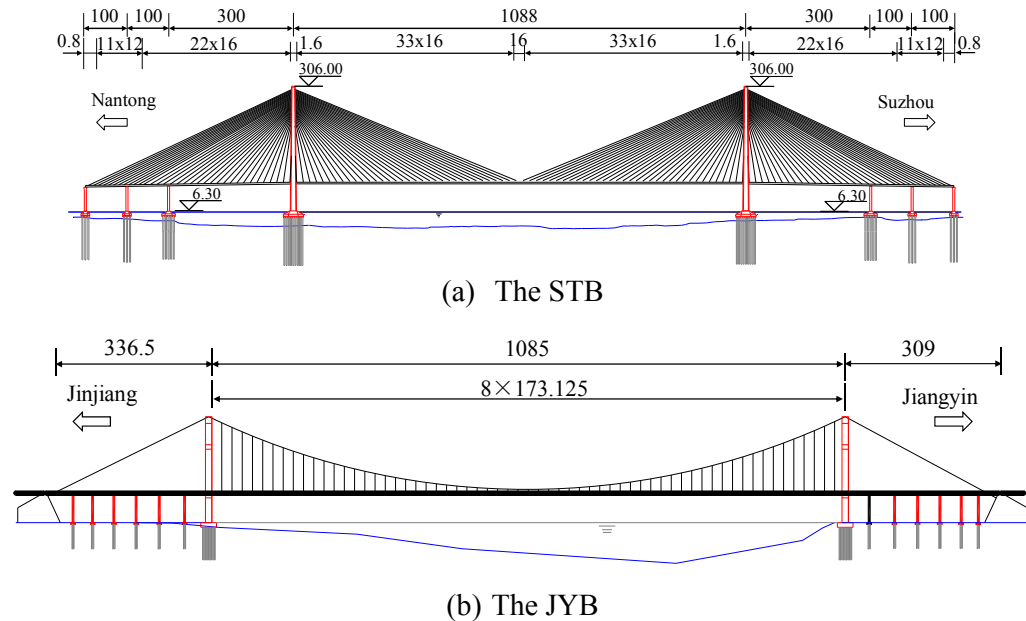 100 100 300 1088 300 100 100
0.8 11x12 22x16 1.6 33x16 16 33x16 1.6 22x16 11x12 0.8
306.00 306.00
Nantong Suzhou
6.30 6.30
(a) The STB
336.5 1085 309
Jinjiang 8×173.125 Jiangyin
(b) The JYB